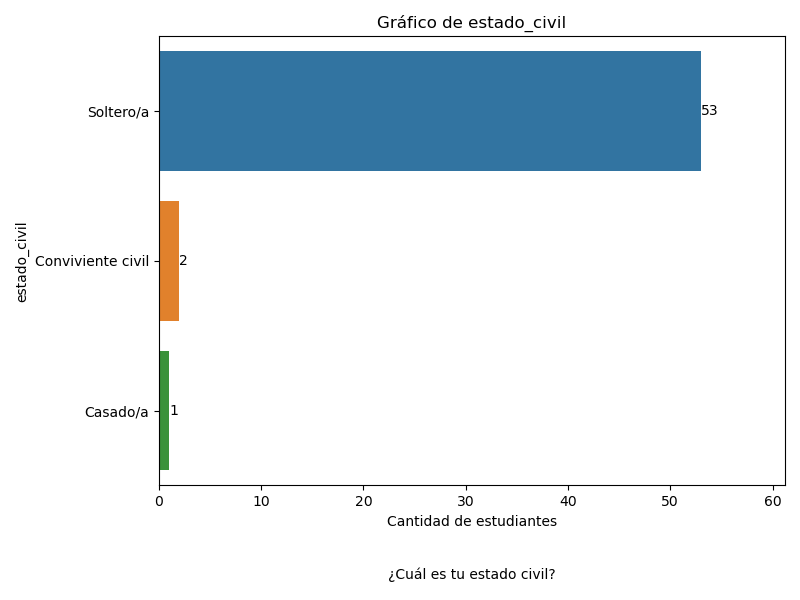 Gráfico de estado_civil
Soltero/a
53
Conviviente civil
2
Casado/a
1
estado_civil
0 10 20 30 40 50 60
Cantidad de estudiantes
¿Cuál es tu estado civil?